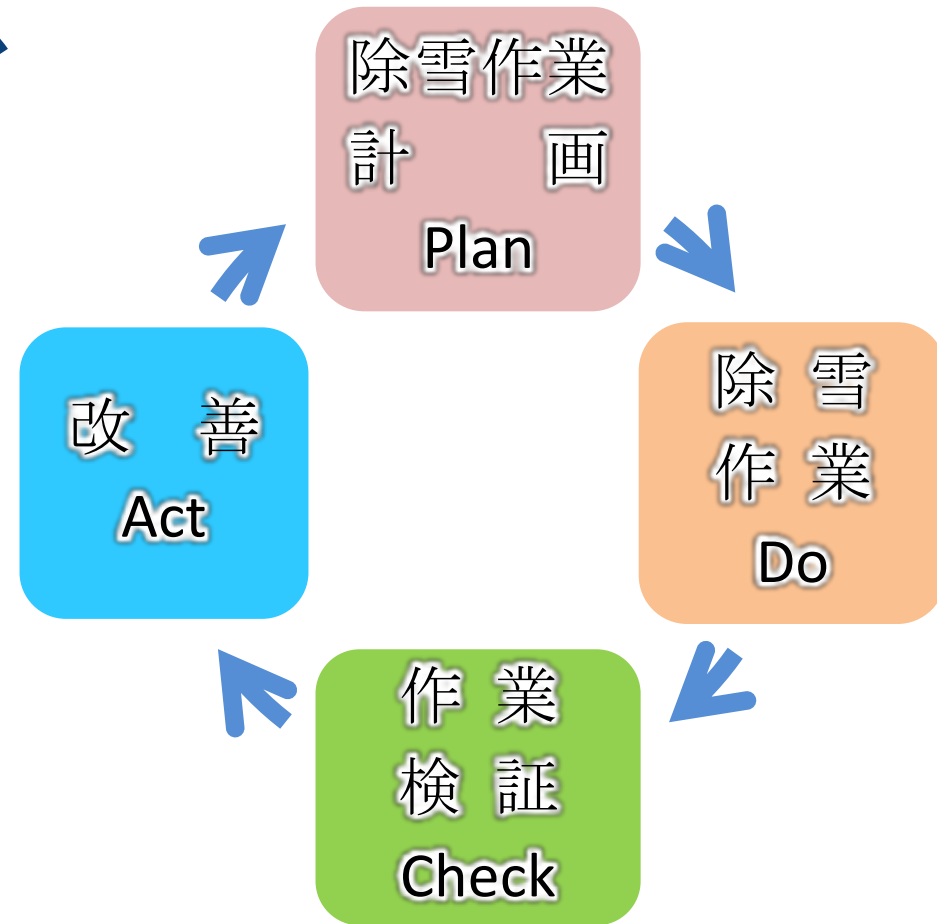 除雪作業
計　　画
Plan
除 雪
作 業
Do
作 業
検 証
Check
改　善
Act